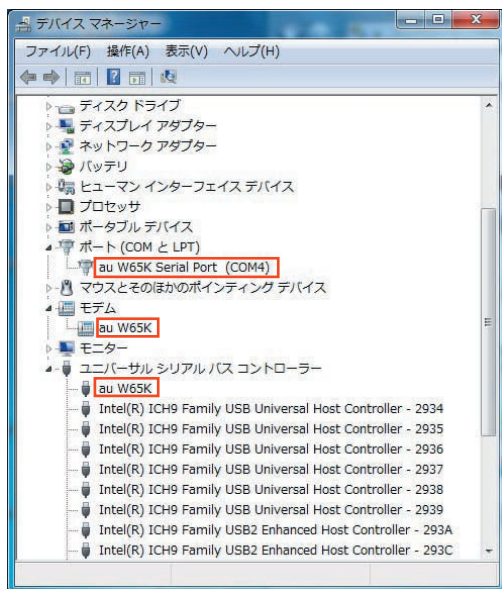 デバイス マネージャー
ファイル(F) 操作(A) 表示(V) ヘルプ(H)
ディスク ドライブ
ディスプレイ アダプター
ネットワーク アダプター
バッテリ
ヒューマン インターフェイス デバイス
プロセッサ
ポータブル デバイス
ポート (COM と LPT)
au W65K Serial Port (COM4)
マウスとそのほかのポインティング デバイス
モデム
au W65K
モニター
ユニバーサル シリアル バス コントローラー
au W65K
Intel(R) ICH9 Family USB Universal Host Controller - 2934
Intel(R) ICH9 Family USB Universal Host Controller - 2935
Intel(R) ICH9 Family USB Universal Host Controller - 2936
Intel(R) ICH9 Family USB Universal Host Controller - 2937
Intel(R) ICH9 Family USB Universal Host Controller - 2938
Intel(R) ICH9 Family USB Universal Host Controller - 2939
Intel(R) ICH9 Family USB2 Enhanced Host Controller - 293A
Intel(R) ICH9 Family USB2 Enhanced Host Controller - 293C